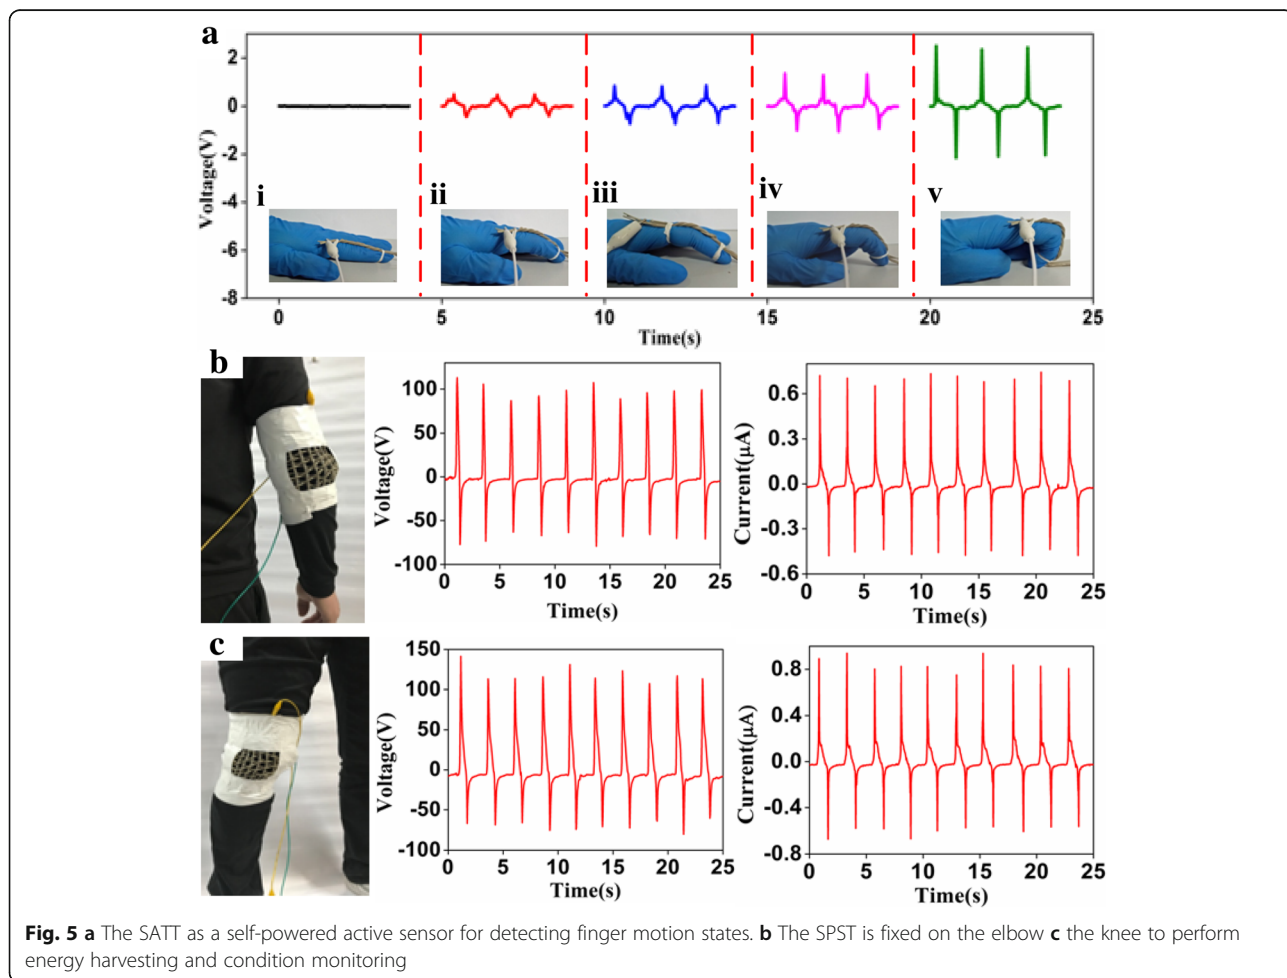 a
2
0
-2
-4
-6
-8
Voltage(V)
i
ii
iii
iv
v
0
5
10
15
20
25
Time(s)
b
100
50
0
-50
-100
Voltage(V)
0 5 10 15 20 25
Time(s)
0.6
0.3
0.0
-0.3
-0.6
Current(μA)
0 5 10 15 20 25
Time(s)
c
150
100
50
0
-50
-100
Voltage(V)
0 5 10 15 20 25
Time(s)
0.8
0.4
0.0
-0.4
-0.8
Current(μA)
0 5 10 15 20 25
Time(s)
Fig. 5 a The SATT as a self-powered active sensor for detecting finger motion states. b The SPST is fixed on the elbow c the knee to perform
energy harvesting and condition monitoring